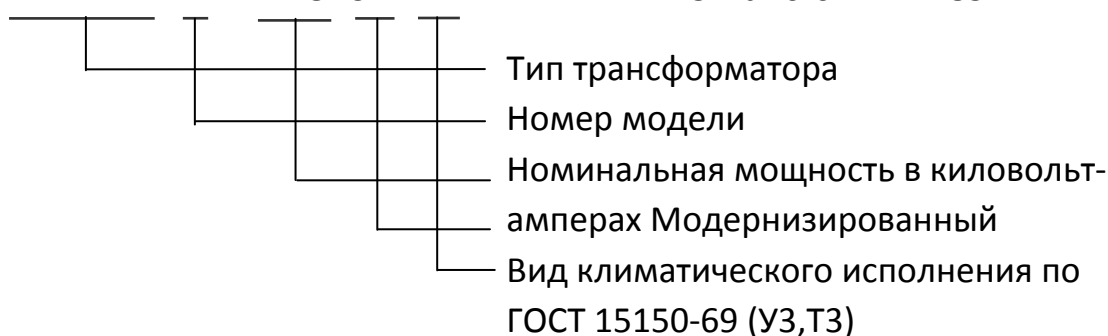 Тип трансформатора
Номер модели
Номинальная мощность в киловольт-
амперах Модернизированный
Вид климатического исполнения по
ГОСТ 15150-69 (У3,Т3)